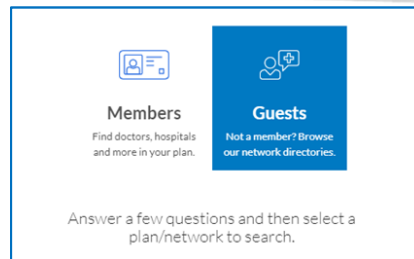 Members
Find doctors, hospitals
and more in your plan.
Guests
Not a member? Browse
our network directories.
Answer a few questions and then select a
plan/network to search.